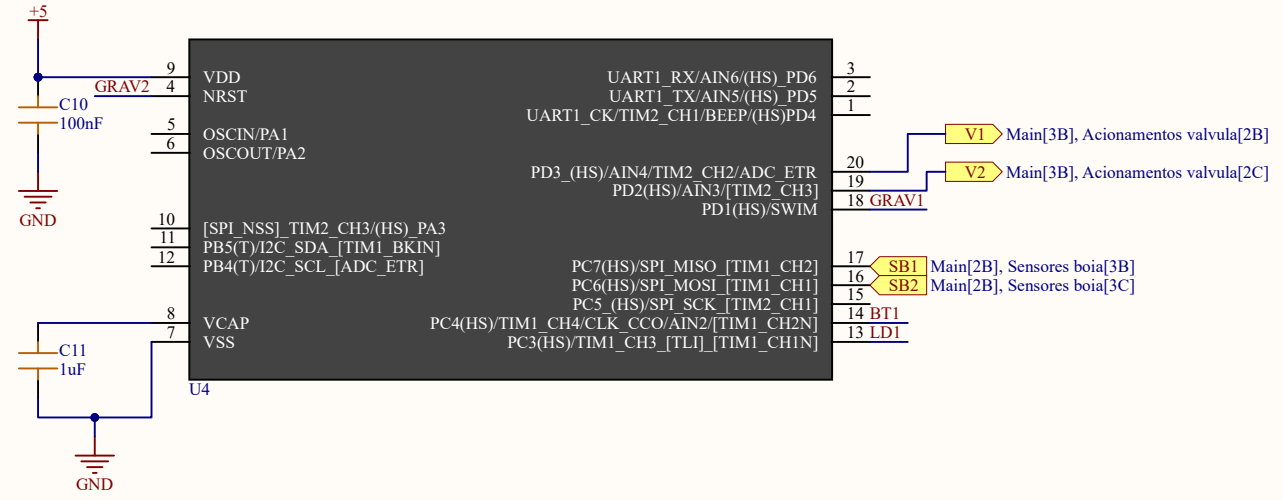 +5
C10
100nF
GND
GRAV2
9 VDD
4 NRST
5 OSCIN/PA1
6 OSCOUT/PA2
10 [SPI_NSS]_TIM2_CH3/(HS)_PA3
11 PB5(T)/I2C_SDA_[TIM1_BKIN]
12 PB4(T)/I2C_SCL_[ADC_ETR]
8 VCAP
7 VSS
C11
1uF
GND
U4
UART1_RX/AIN6/(HS)_PD6 3
UART1_TX/AIN5/(HS)_PD5 2
UART1_CK/TIM2_CH1/BEEP/(HS)PD4 1
PD3_(HS)/AIN4/TIM2_CH2/ADC_ETR 20
V1 Main[3B], Acionamentos valvula[2B]
PD2(HS)/AIN3/[TIM2_CH3] 19
V2 Main[3B], Acionamentos valvula[2C]
PD1(HS)/SWIM 18 GRAV1
PC7(HS)/SPI_MISO_[TIM1_CH2] 17 SB1 Main[2B], Sensores boia[3B]
PC6(HS)/SPI_MOSI_[TIM1_CH1] 16 SB2 Main[2B], Sensores boia[3C]
PC5_(HS)/SPI_SCK_[TIM2_CH1] 15
PC4(HS)/TIM1_CH4/CLK_CCO/AIN2/[TIM1_CH2N] 14 BT1
PC3(HS)/TIM1_CH3_[TLI]_[TIM1_CH1N] 13 LD1